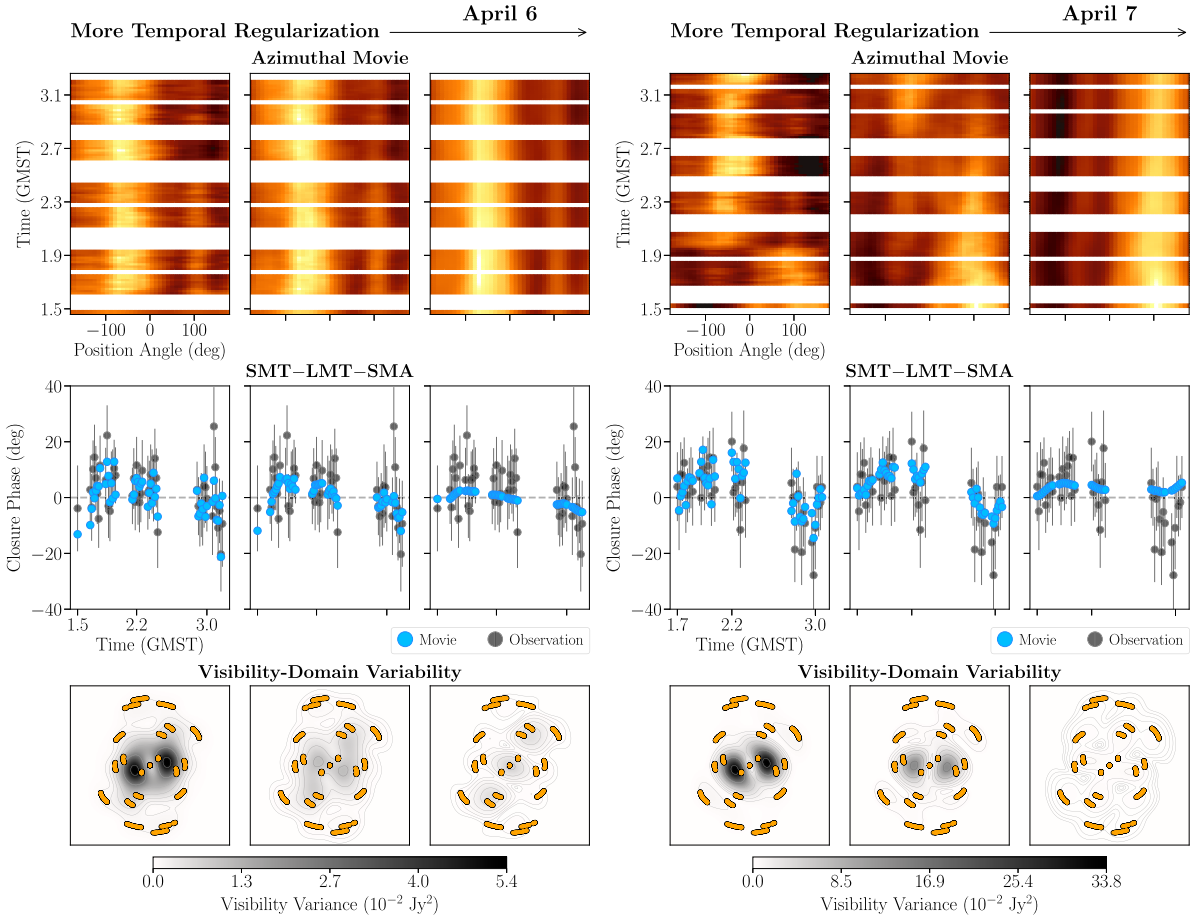 April 6
More Temporal Regularization
Azimuthal Movie
Time (GMST)
3.1
2.7
2.3
1.9
1.5
−100 0 100
Position Angle (deg)
SMT−LMT−SMA
Closure Phase (deg)
40
20
0
−20
−40
1.5 2.2 3.0
Time (GMST)
Movie Observation
Visibility-Domain Variability
0.0 1.3 2.7 4.0 5.4
Visibility Variance (10⁻² Jy²)
April 7
More Temporal Regularization
Azimuthal Movie
Time (GMST)
3.1
2.7
2.3
1.9
1.5
−100 0 100
Position Angle (deg)
SMT−LMT−SMA
Closure Phase (deg)
40
20
0
−20
−40
1.7 2.2 3.0
Time (GMST)
Movie Observation
Visibility-Domain Variability
0.0 8.5 16.9 25.4 33.8
Visibility Variance (10⁻² Jy²)